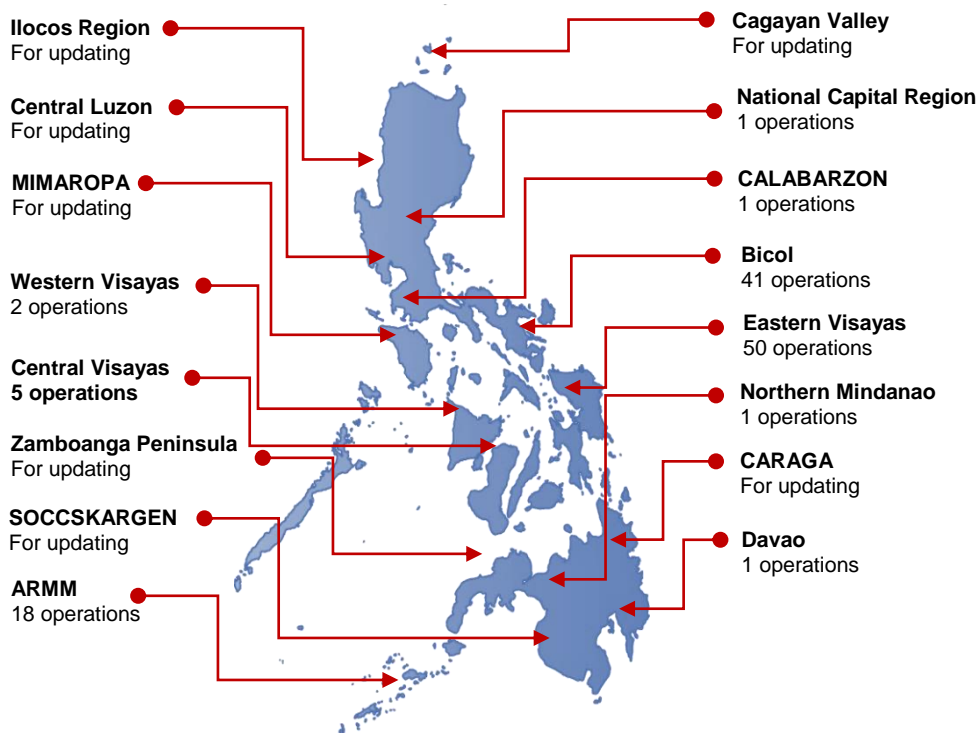 Ilocos Region
For updating
Central Luzon
For updating
MIMAROPA
For updating
Western Visayas
2 operations
Central Visayas
5 operations
Zamboanga Peninsula
For updating
SOCCSKARGEN
For updating
ARMM
18 operations
Cagayan Valley
For updating
National Capital Region
1 operations
CALABARZON
1 operations
Bicol
41 operations
Eastern Visayas
50 operations
Northern Mindanao
1 operations
CARAGA
For updating
Davao
1 operations